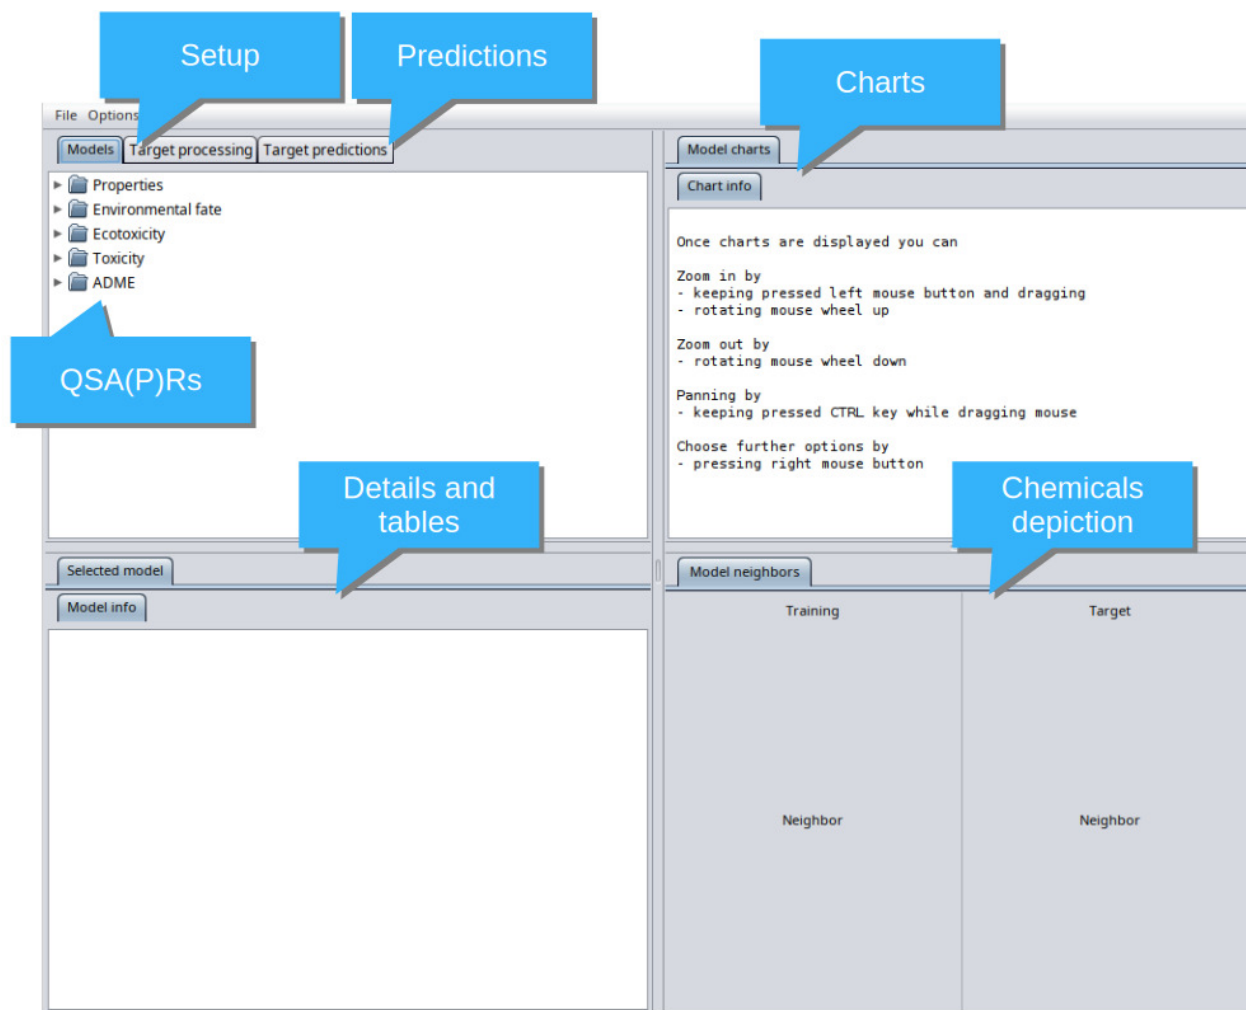 Setup
Predictions
Charts
File Options
Models Target processing Target predictions
Model charts
Properties
Environmental fate
Ecotoxicity
Toxicity
ADME
QSA(P)Rs
Chart info
Once charts are displayed you can
Zoom in by
- keeping pressed left mouse button and dragging
- rotating mouse wheel up
Zoom out by
- rotating mouse wheel down
Panning by
- keeping pressed CTRL key while dragging mouse
Choose further options by
- pressing right mouse button
Details and
tables
Chemicals
depiction
Selected model
Model info
Model neighbors
Training Target
Neighbor Neighbor